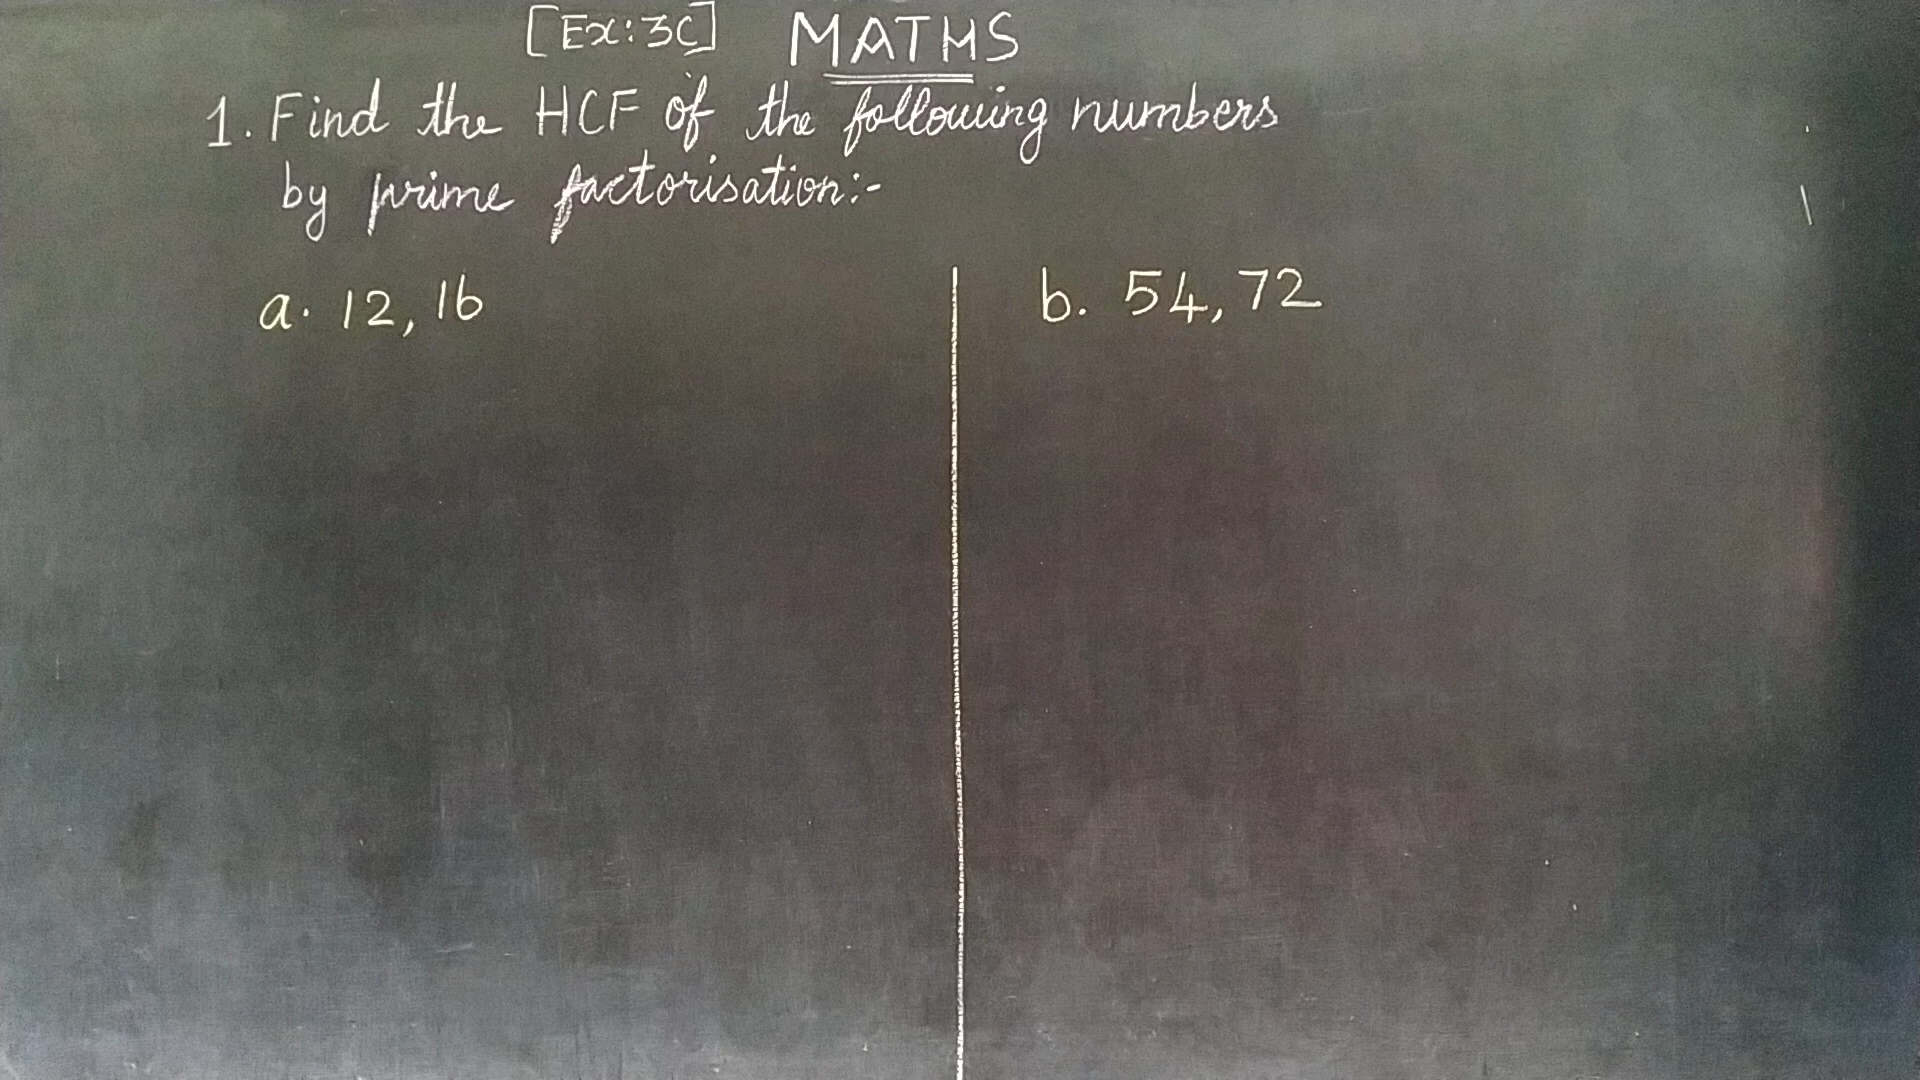 [Ex:3C] MATHS
1. Find the HCF of the following numbers
by prime factorisation:-
a. 12, 16
b. 54, 72